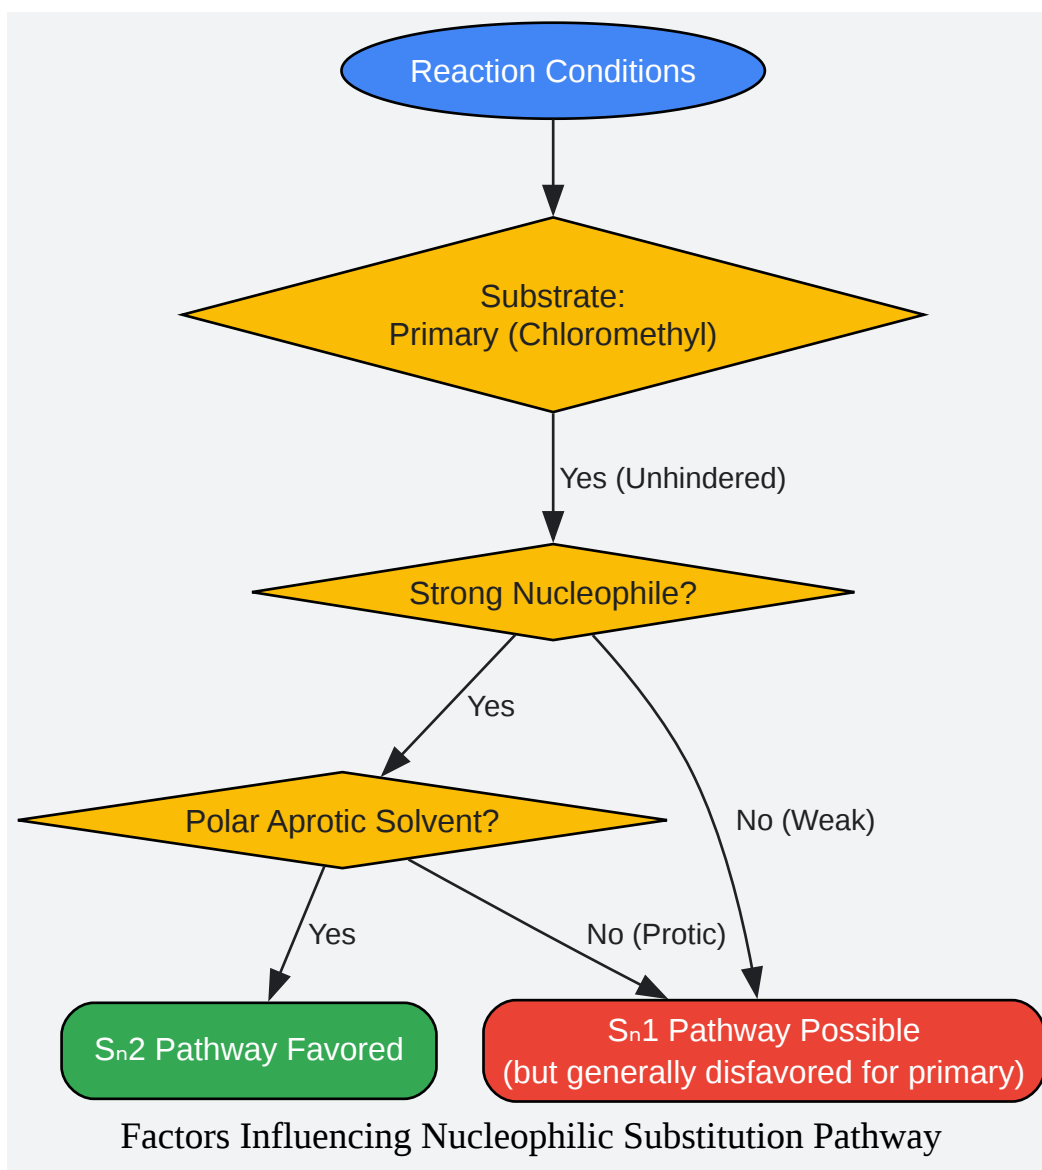 Reaction Conditions
Substrate:
Primary (Chloromethyl)
Yes (Unhindered)
Strong Nucleophile?
Yes
Polar Aprotic Solvent?
No (Weak)
Yes
No (Protic)
Sₙ2 Pathway Favored
Sₙ1 Pathway Possible
(but generally disfavored for primary)
Factors Influencing Nucleophilic Substitution Pathway